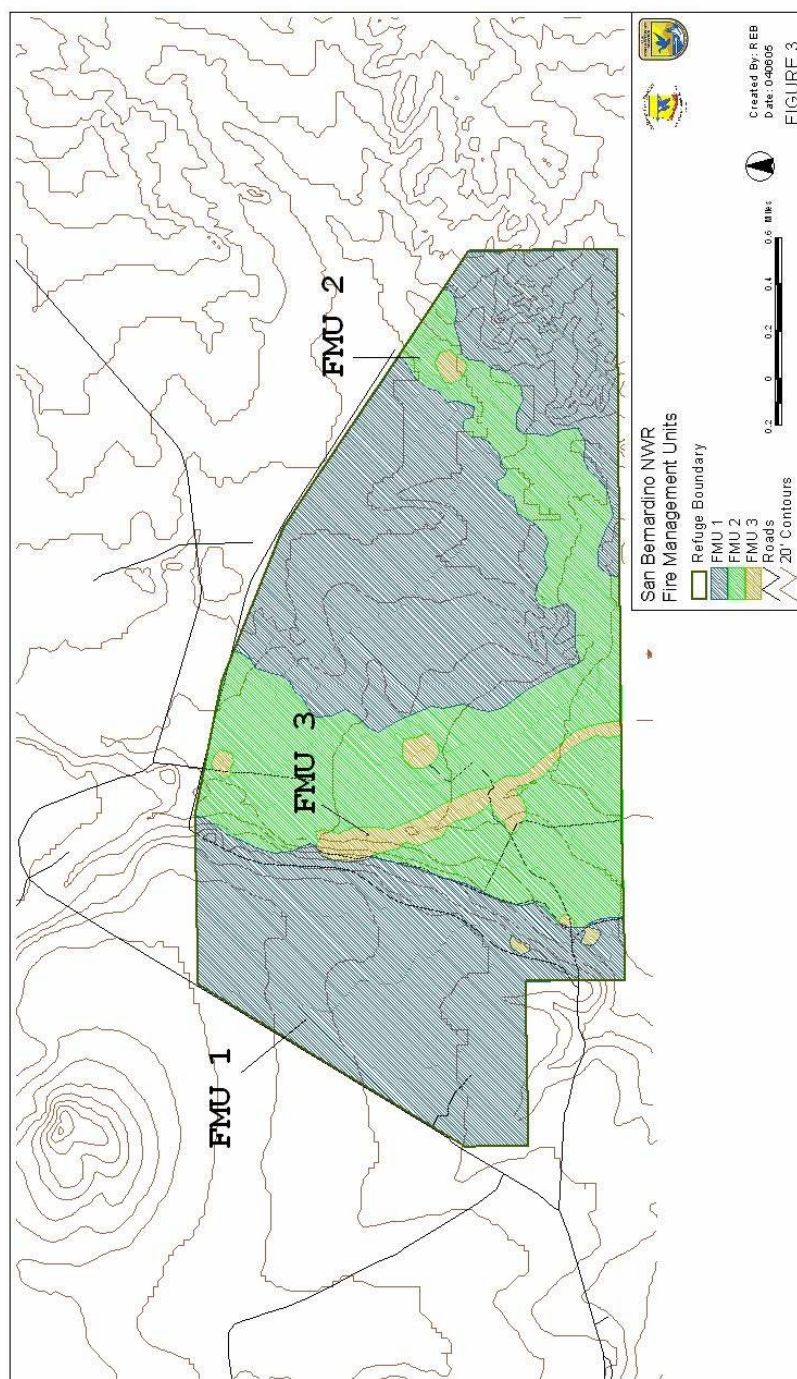 FMU 1
FMU 3
FMU 2
San Bernardino NWR
Fire Management Units
Refuge Boundary
FMU 1
FMU 2
FMU 3
Roads
20' Contours
0.2 0 0.2 0.4 0.6 Miles
Created By: REB
Date: 040605
FIGURE 3